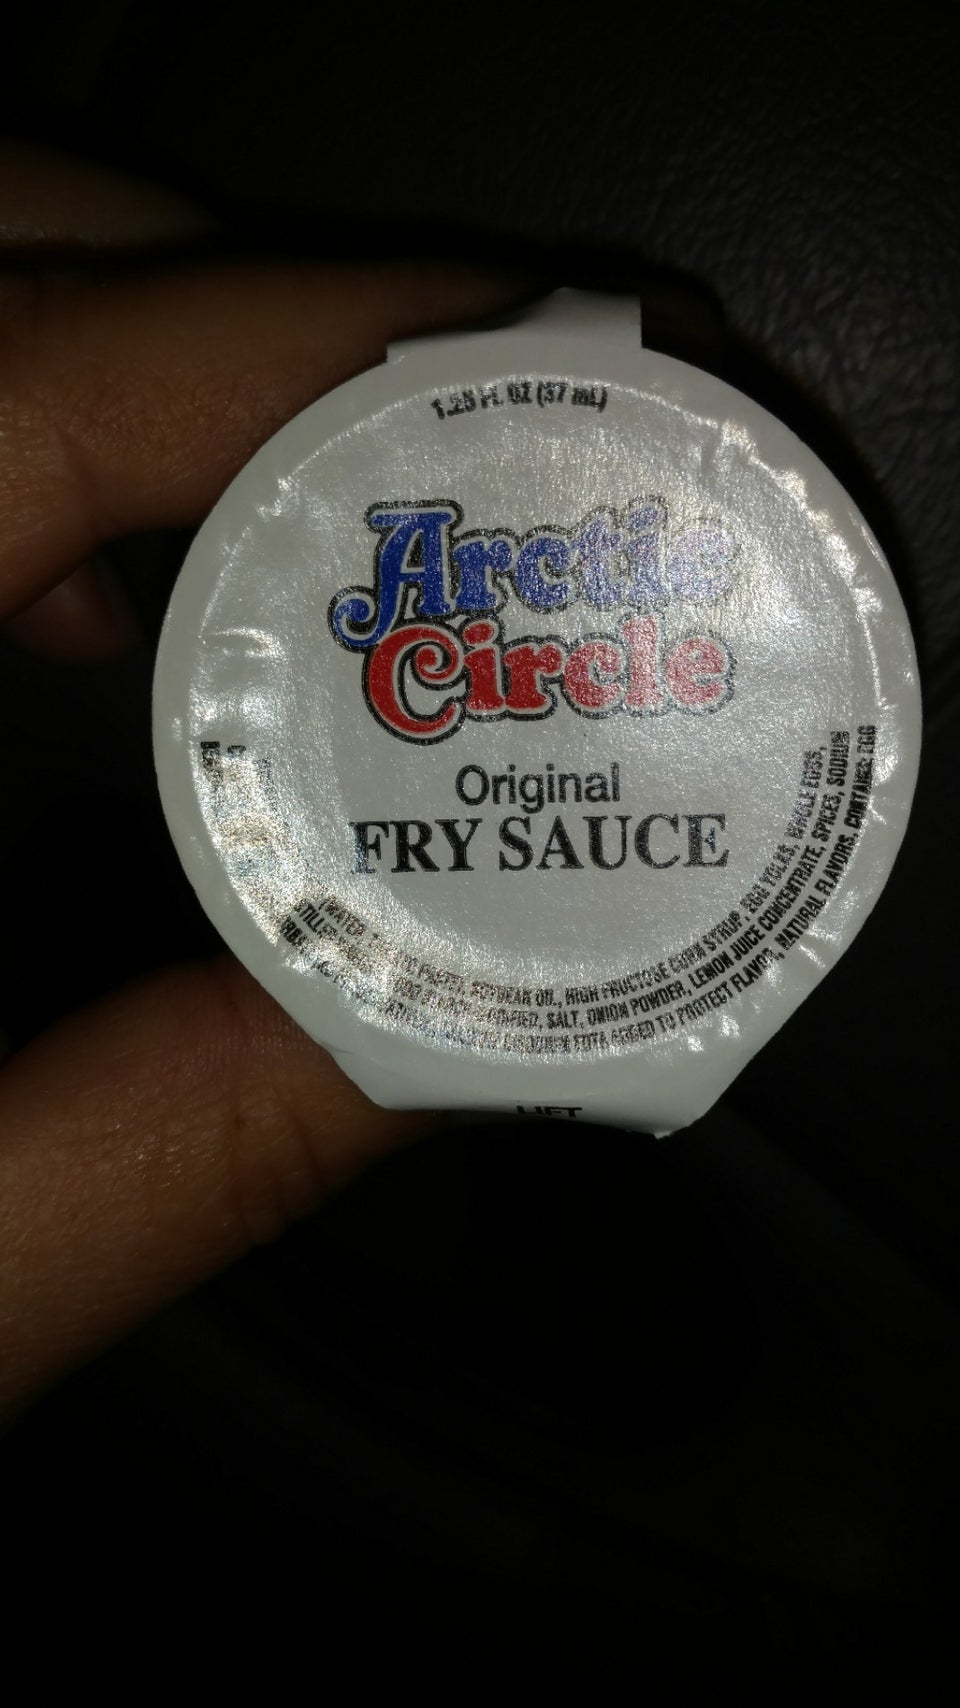 1.25 FL OZ (37 mL)
Arctic
Circle
Original
FRY SAUCE
PASTE), SOYBEAN OIL, HIGH FRUCTOSE CORN SYRUP, EGG YOLKS, WHOLE EGGS,
SALT, ONION POWDER, LEMON JUICE CONCENTRATE, SPICES, SODIUM
EDTA ADDED TO PROTECT FLAVOR, NATURAL FLAVORS. CONTAINS: EGG
LIFT